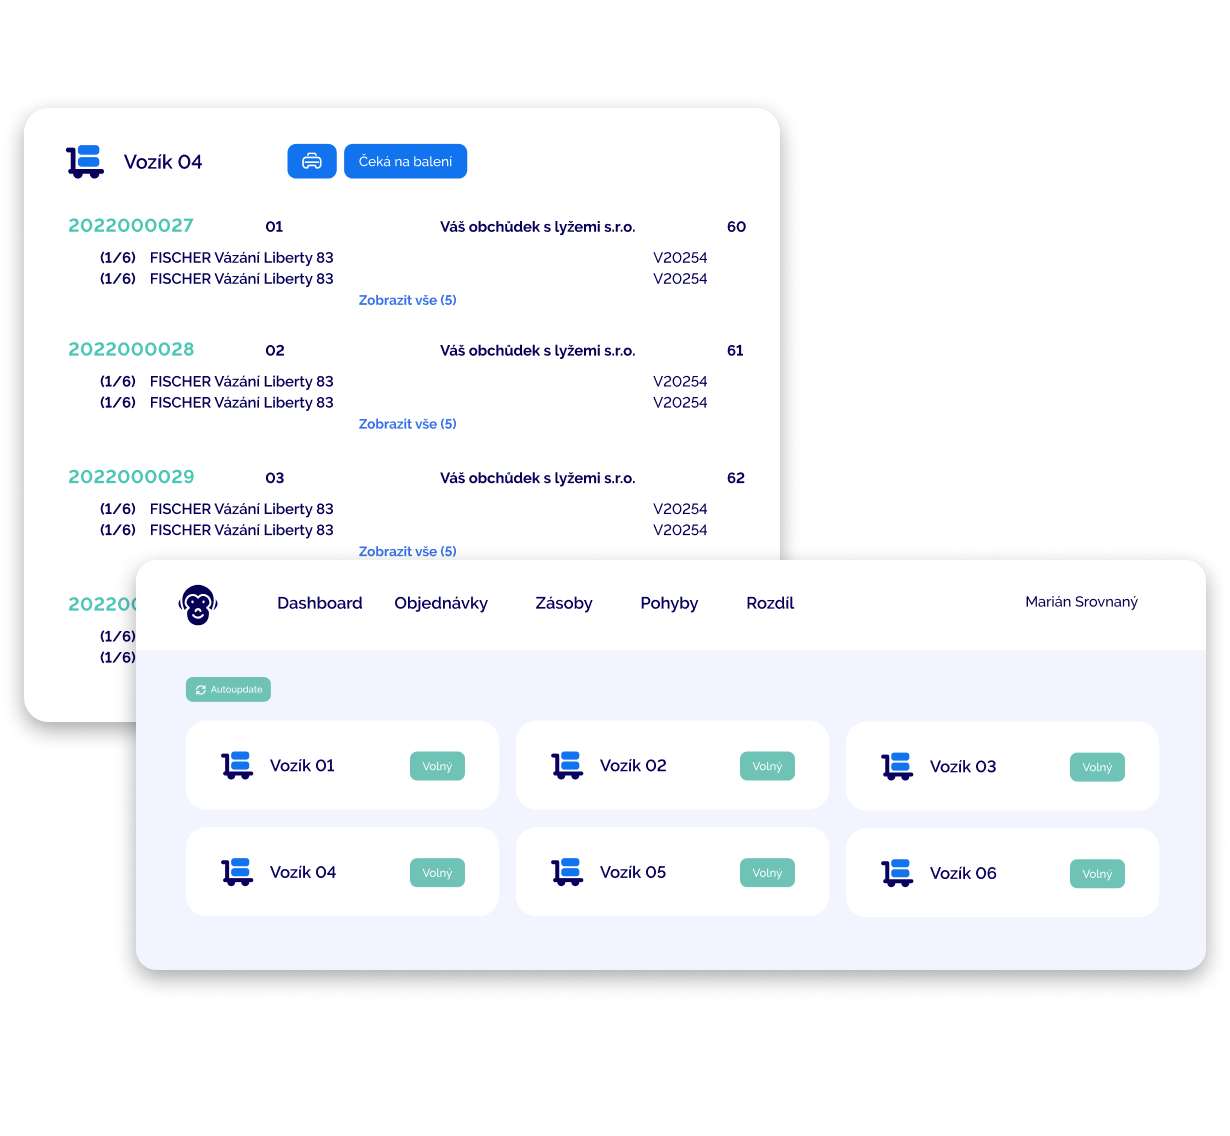 Vozík 04
Čeká na balení
2022000027 01 Váš obchůdek s lyžemi s.r.o. 60
(1/6) FISCHER Vázání Liberty 83 V20254
(1/6) FISCHER Vázání Liberty 83 V20254
Zobrazit vše (5)
2022000028 02 Váš obchůdek s lyžemi s.r.o. 61
(1/6) FISCHER Vázání Liberty 83 V20254
(1/6) FISCHER Vázání Liberty 83 V20254
Zobrazit vše (5)
2022000029 03 Váš obchůdek s lyžemi s.r.o. 62
(1/6) FISCHER Vázání Liberty 83 V20254
(1/6) FISCHER Vázání Liberty 83 V20254
Zobrazit vše (5)
(1/6)
(1/6)
Dashboard Objednávky Zásoby Pohyby Rozdíl Marián Srovnaný
Autoupdate
Vozík 01 Volný Vozík 02 Volný Vozík 03 Volný
Vozík 04 Volný Vozík 05 Volný Vozík 06 Volný